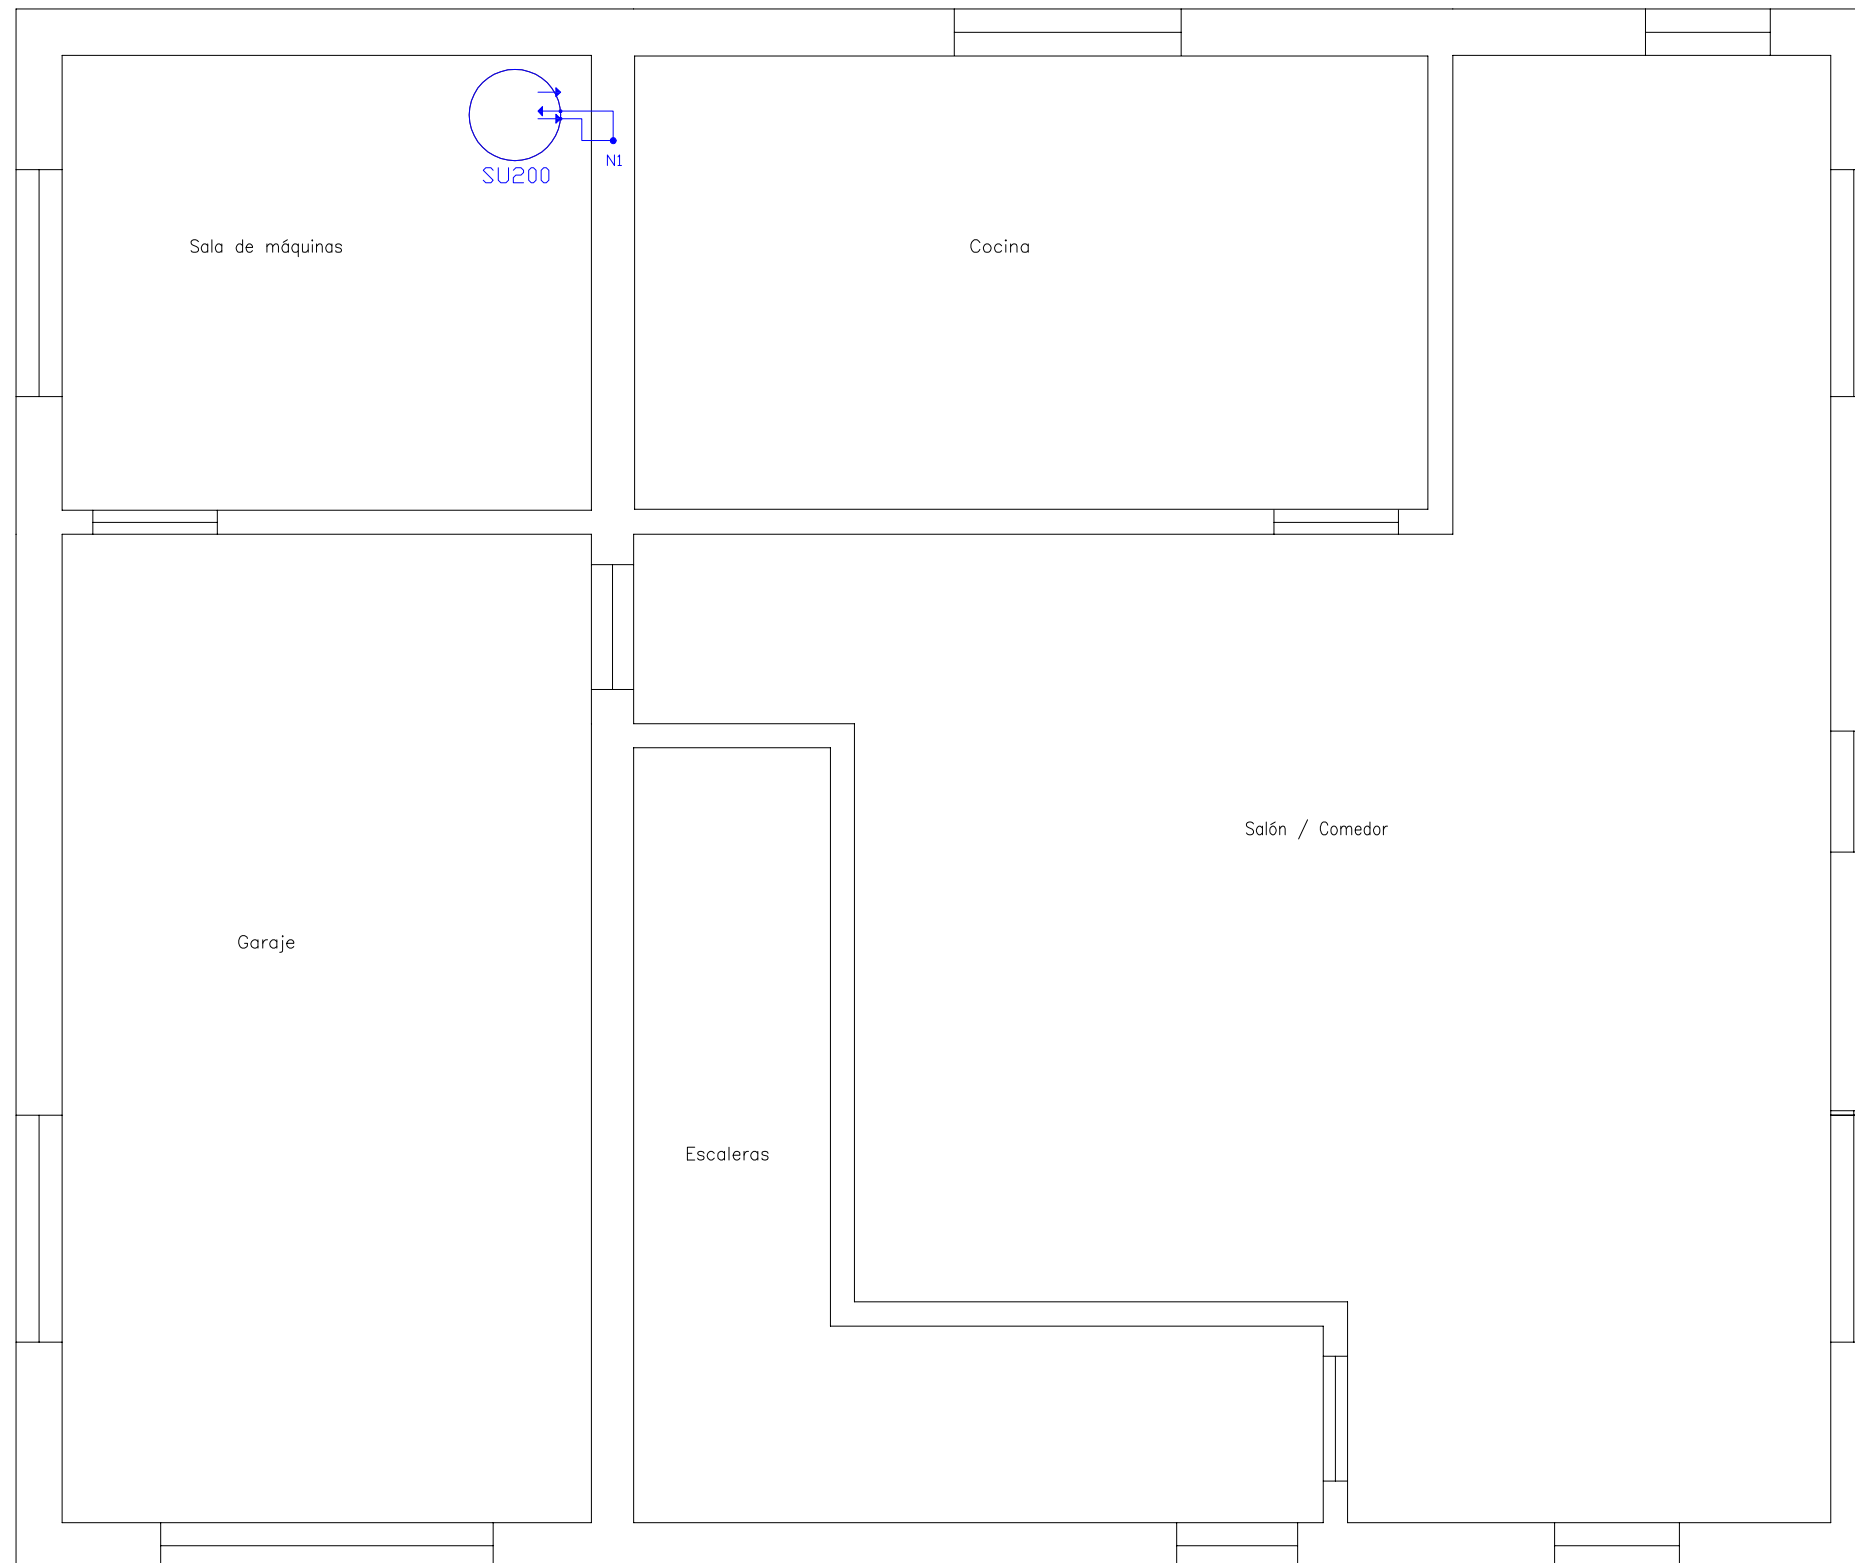 N1
SU200
Sala de máquinas
Cocina
Salón / Comedor
Garaje
Escaleras